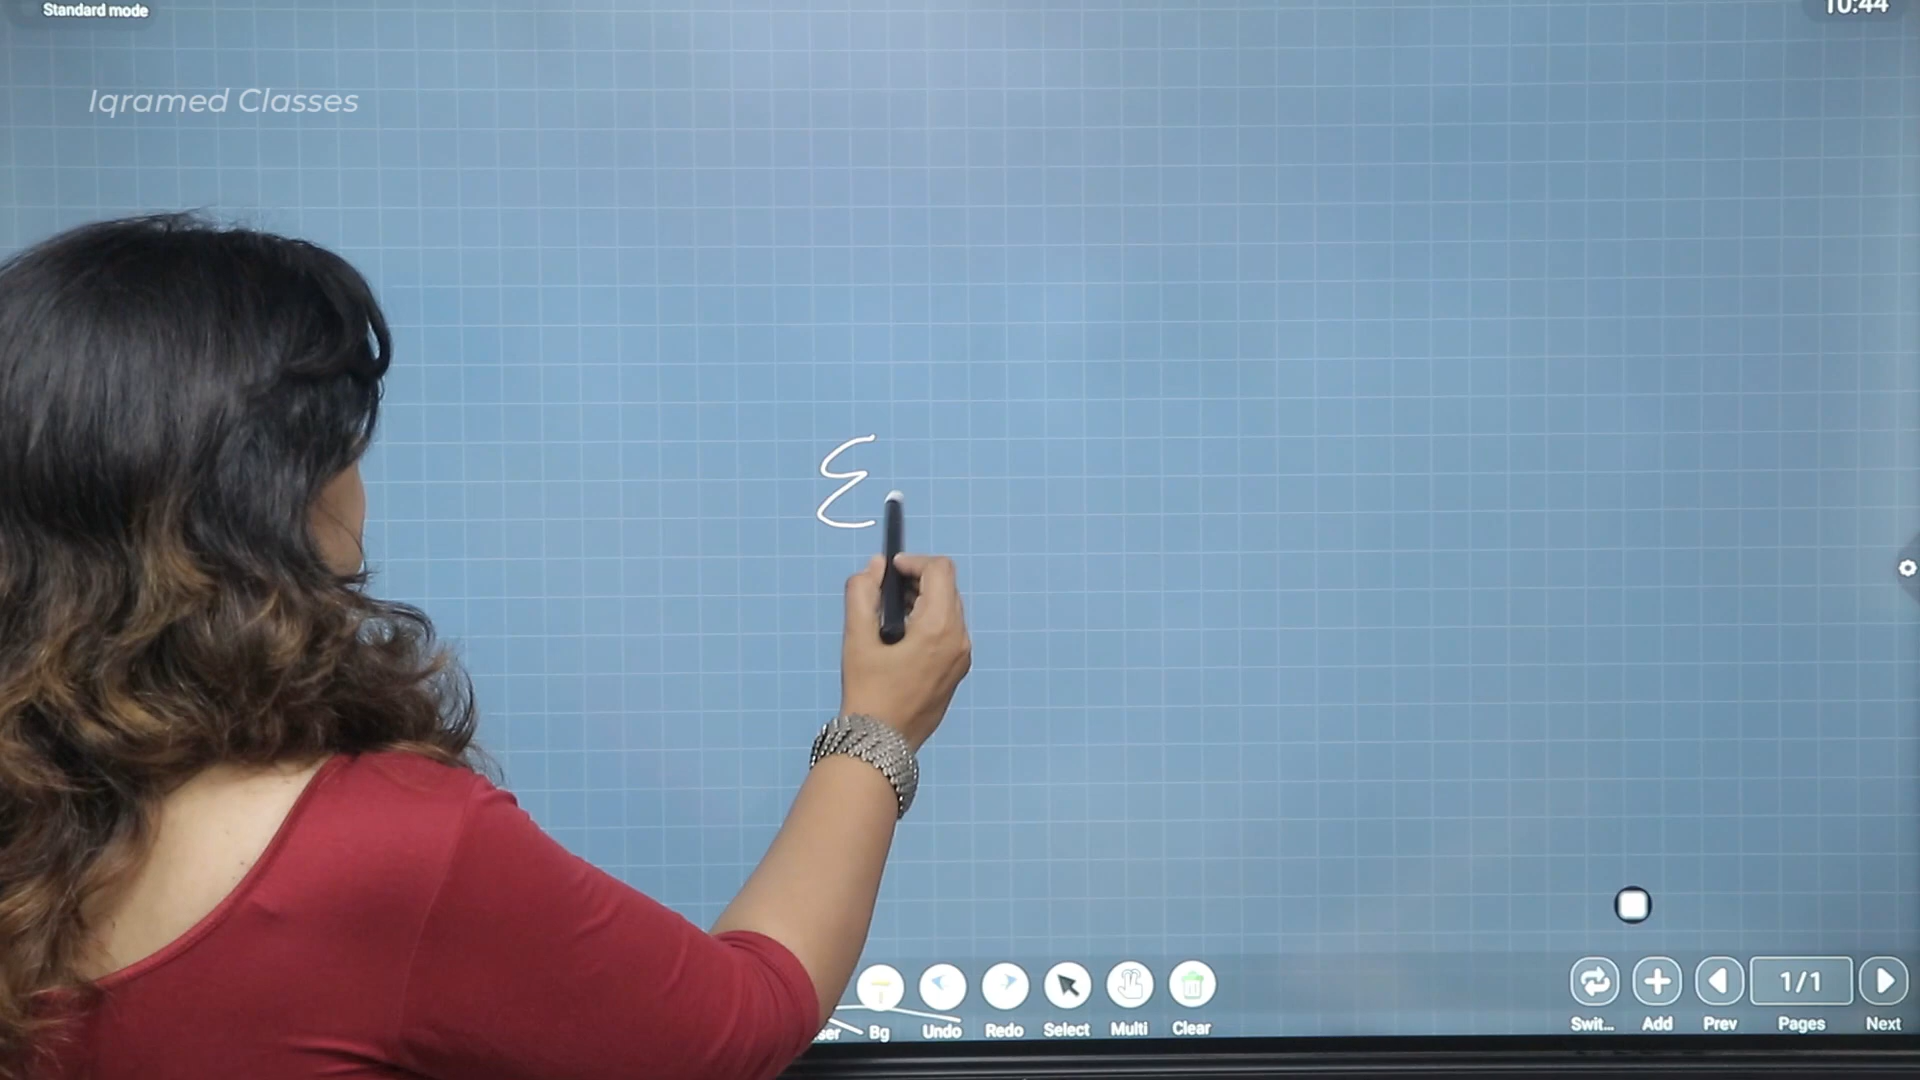 Standard mode
10:44
Iqramed Classes
Σ
ser Bg Undo Redo Select Multi Clear
Swit... Add Prev Pages Next
1/1